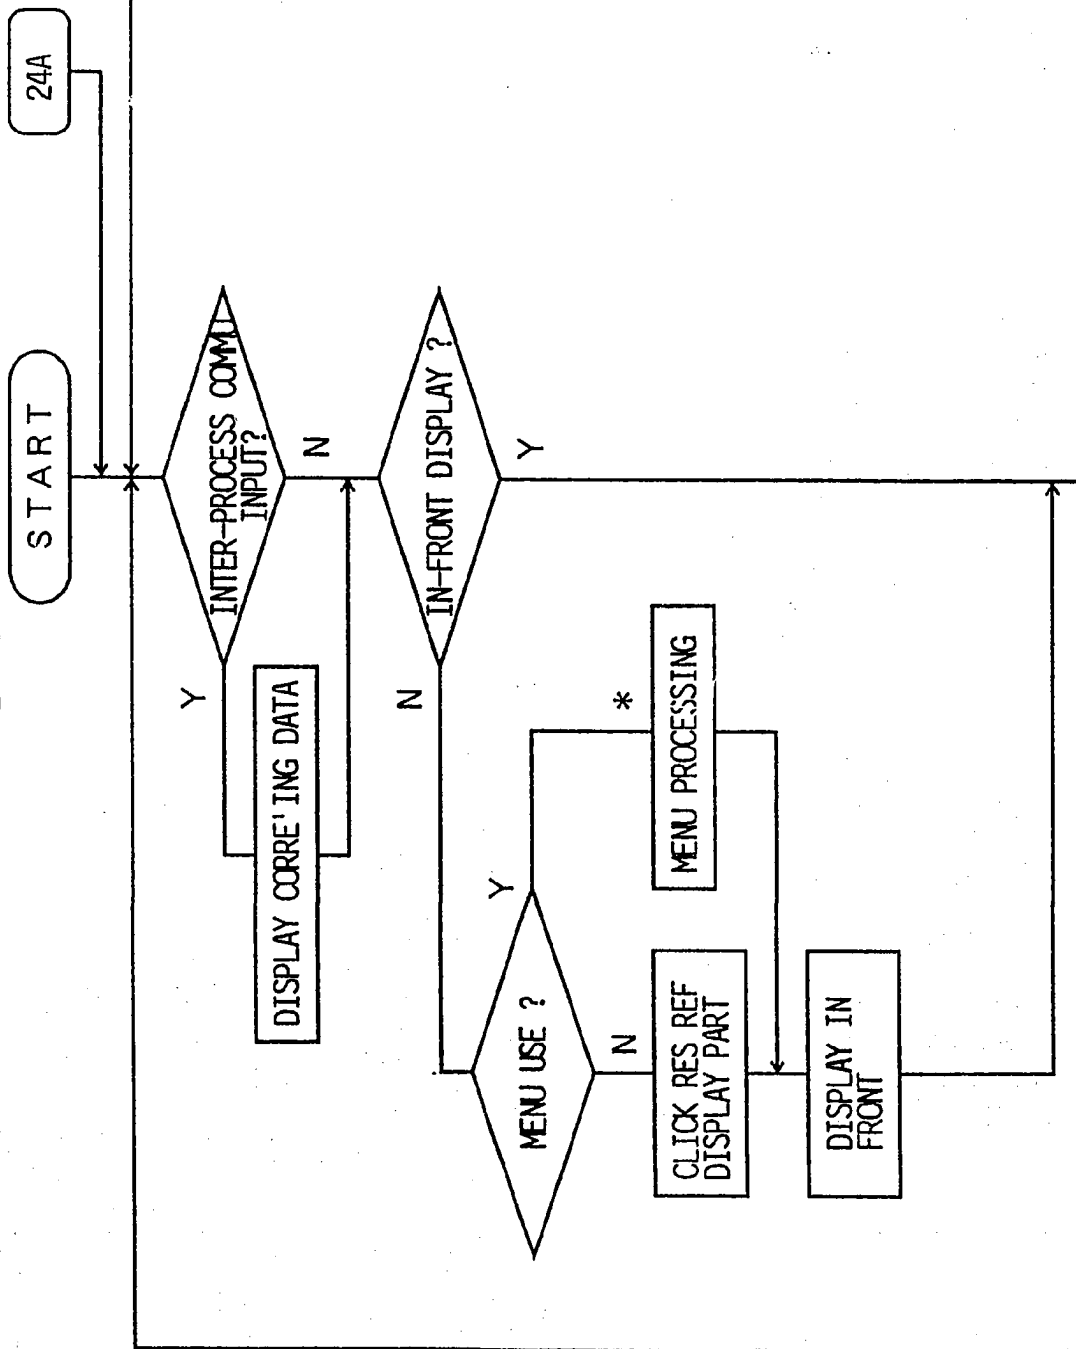 START
24A
INTER-PROCESS COMMU
INPUT?
Y
N
DISPLAY CORRE'ING DATA
IN-FRONT DISPLAY ?
N
Y
MENU USE ?
Y
N
*
MENU PROCESSING
CLICK RES REF
DISPLAY PART
DISPLAY IN
FRONT